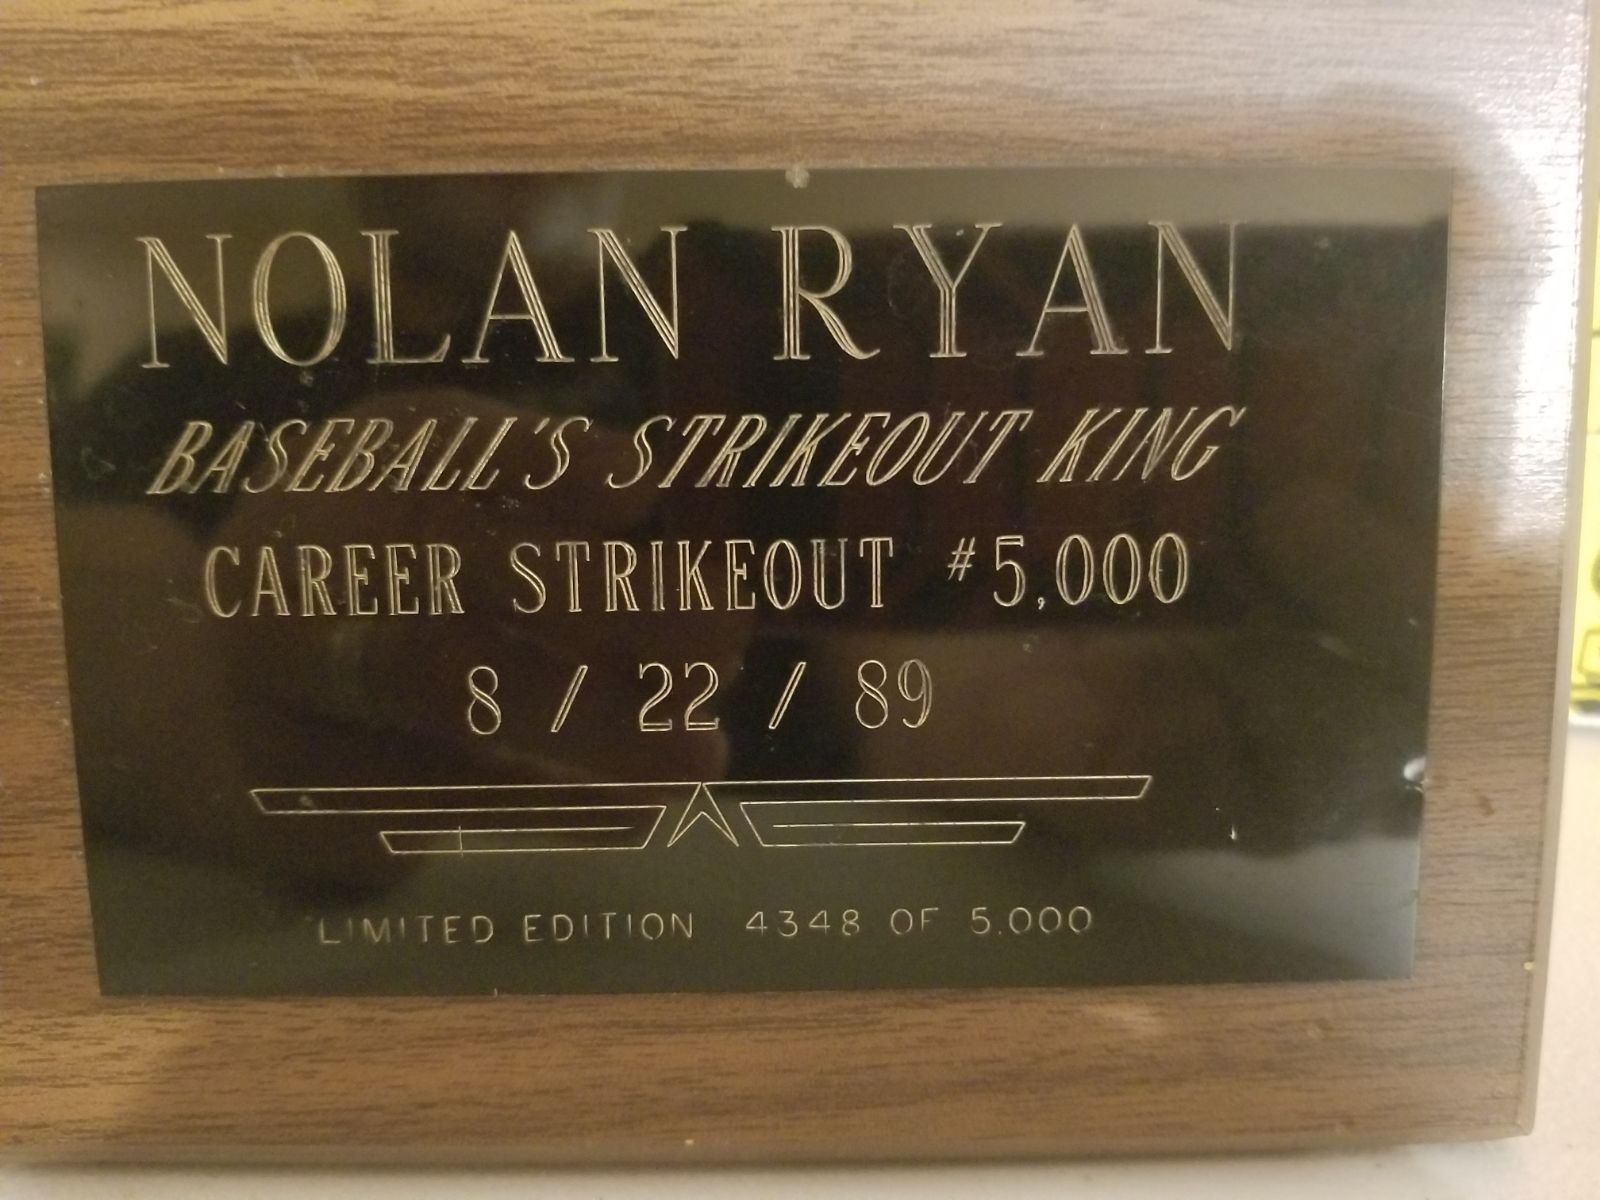 NOLAN RYAN
BASEBALL'S STRIKEOUT KING
CAREER STRIKEOUT #5,000
8 / 22 / 89
LIMITED EDITION 4348 OF 5.000